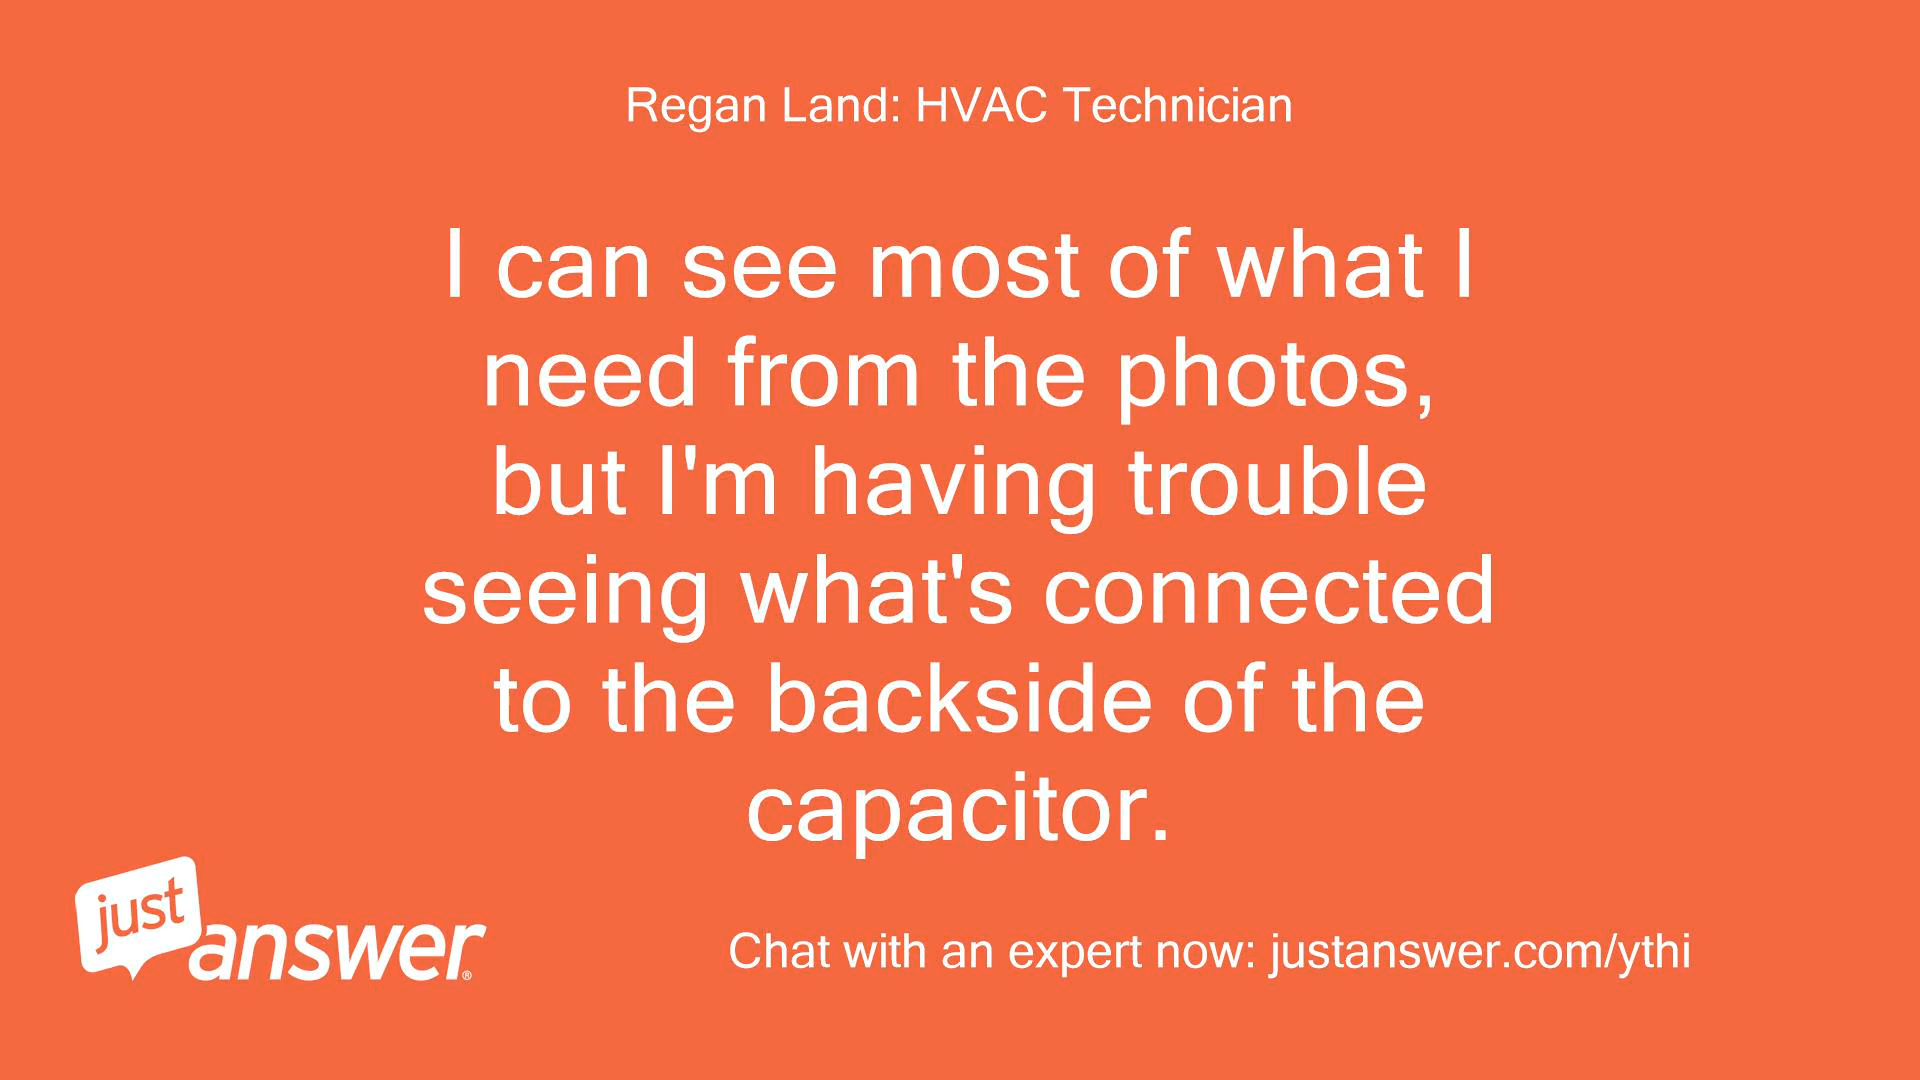 Regan Land: HVAC Technician
I can see most of what I
need from the photos,
but I'm having trouble
seeing what's connected
to the backside of the
capacitor.
just
answer®
Chat with an expert now: justanswer.com/ythi